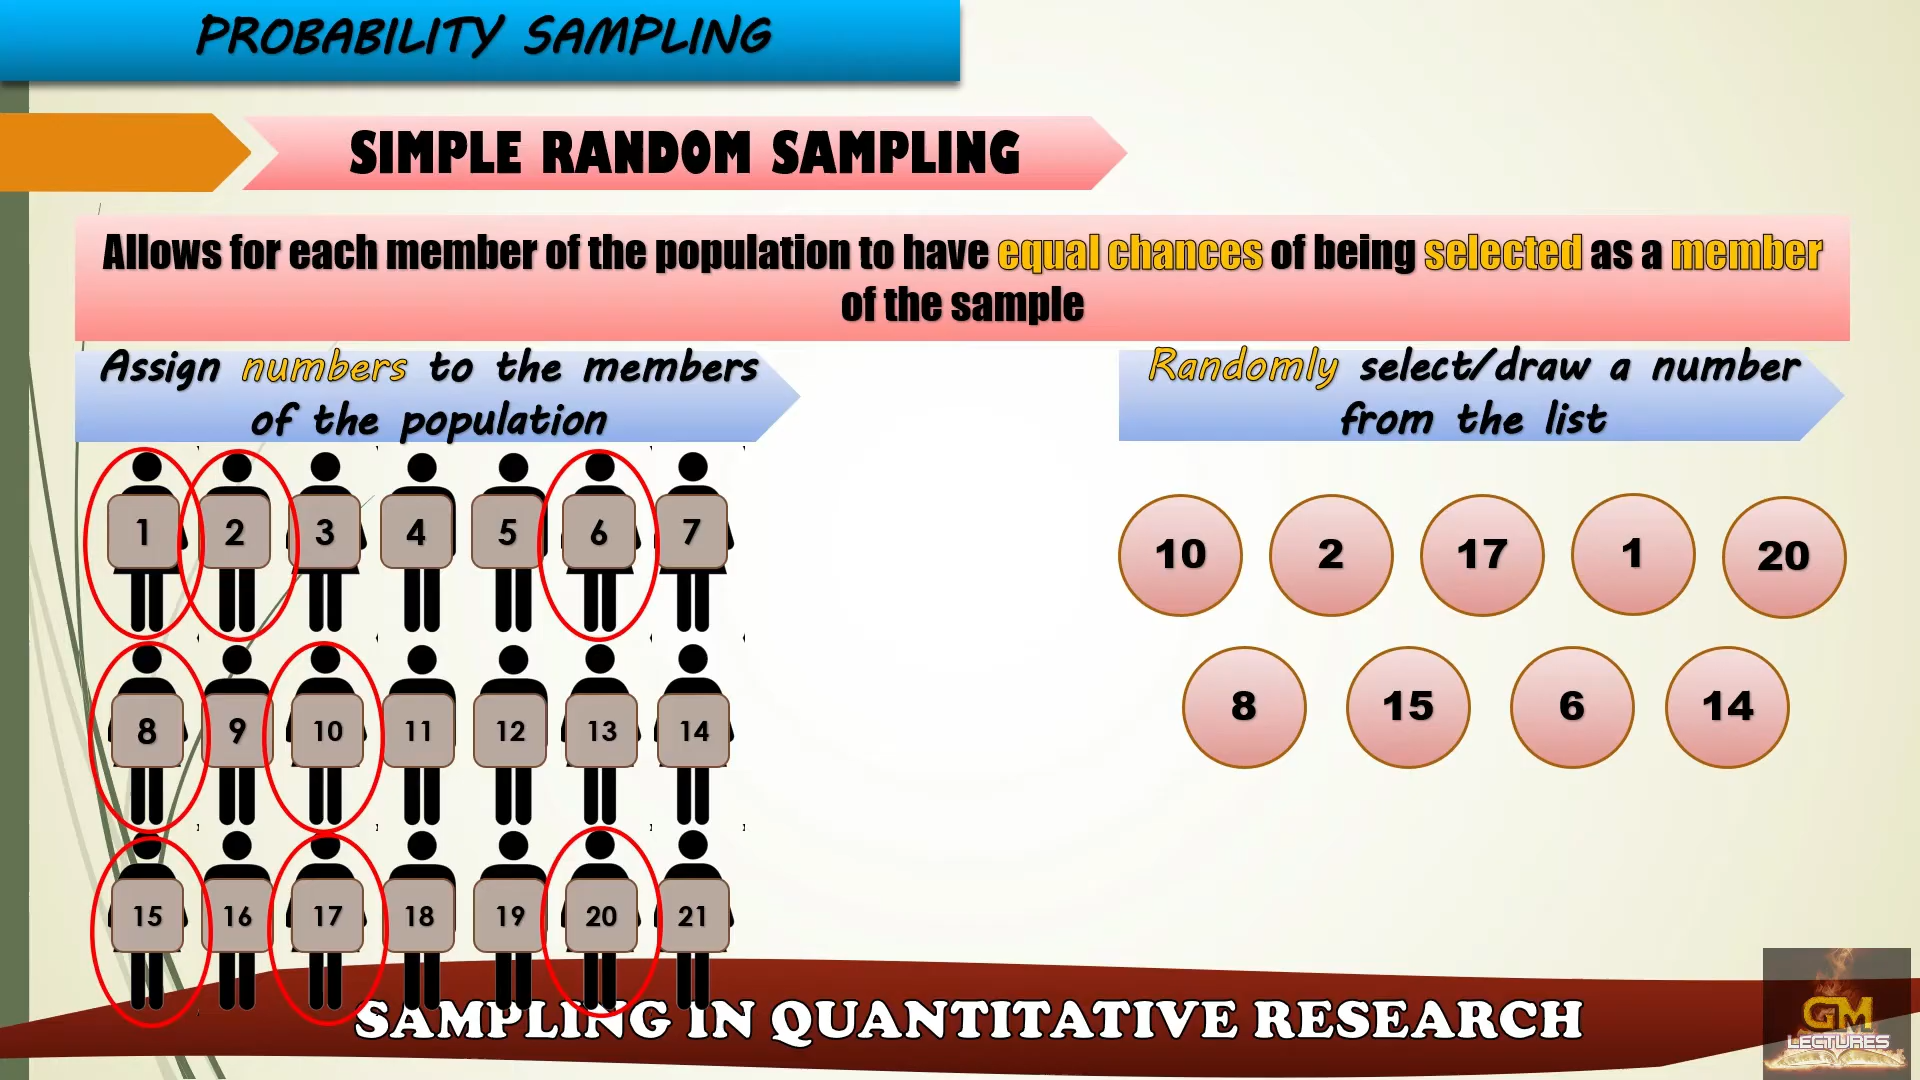 PROBABILITY SAMPLING
SIMPLE RANDOM SAMPLING
Allows for each member of the population to have equal chances of being selected as a member
of the sample
Assign numbers to the members
of the population
Randomly select/draw a number
from the list
1 2 3 4 5 6 7
8 9 10 11 12 13 14
15 16 17 18 19 20 21
10 2 17 1 20
8 15 6 14
SAMPLING IN QUANTITATIVE RESEARCH
GM
LECTURES